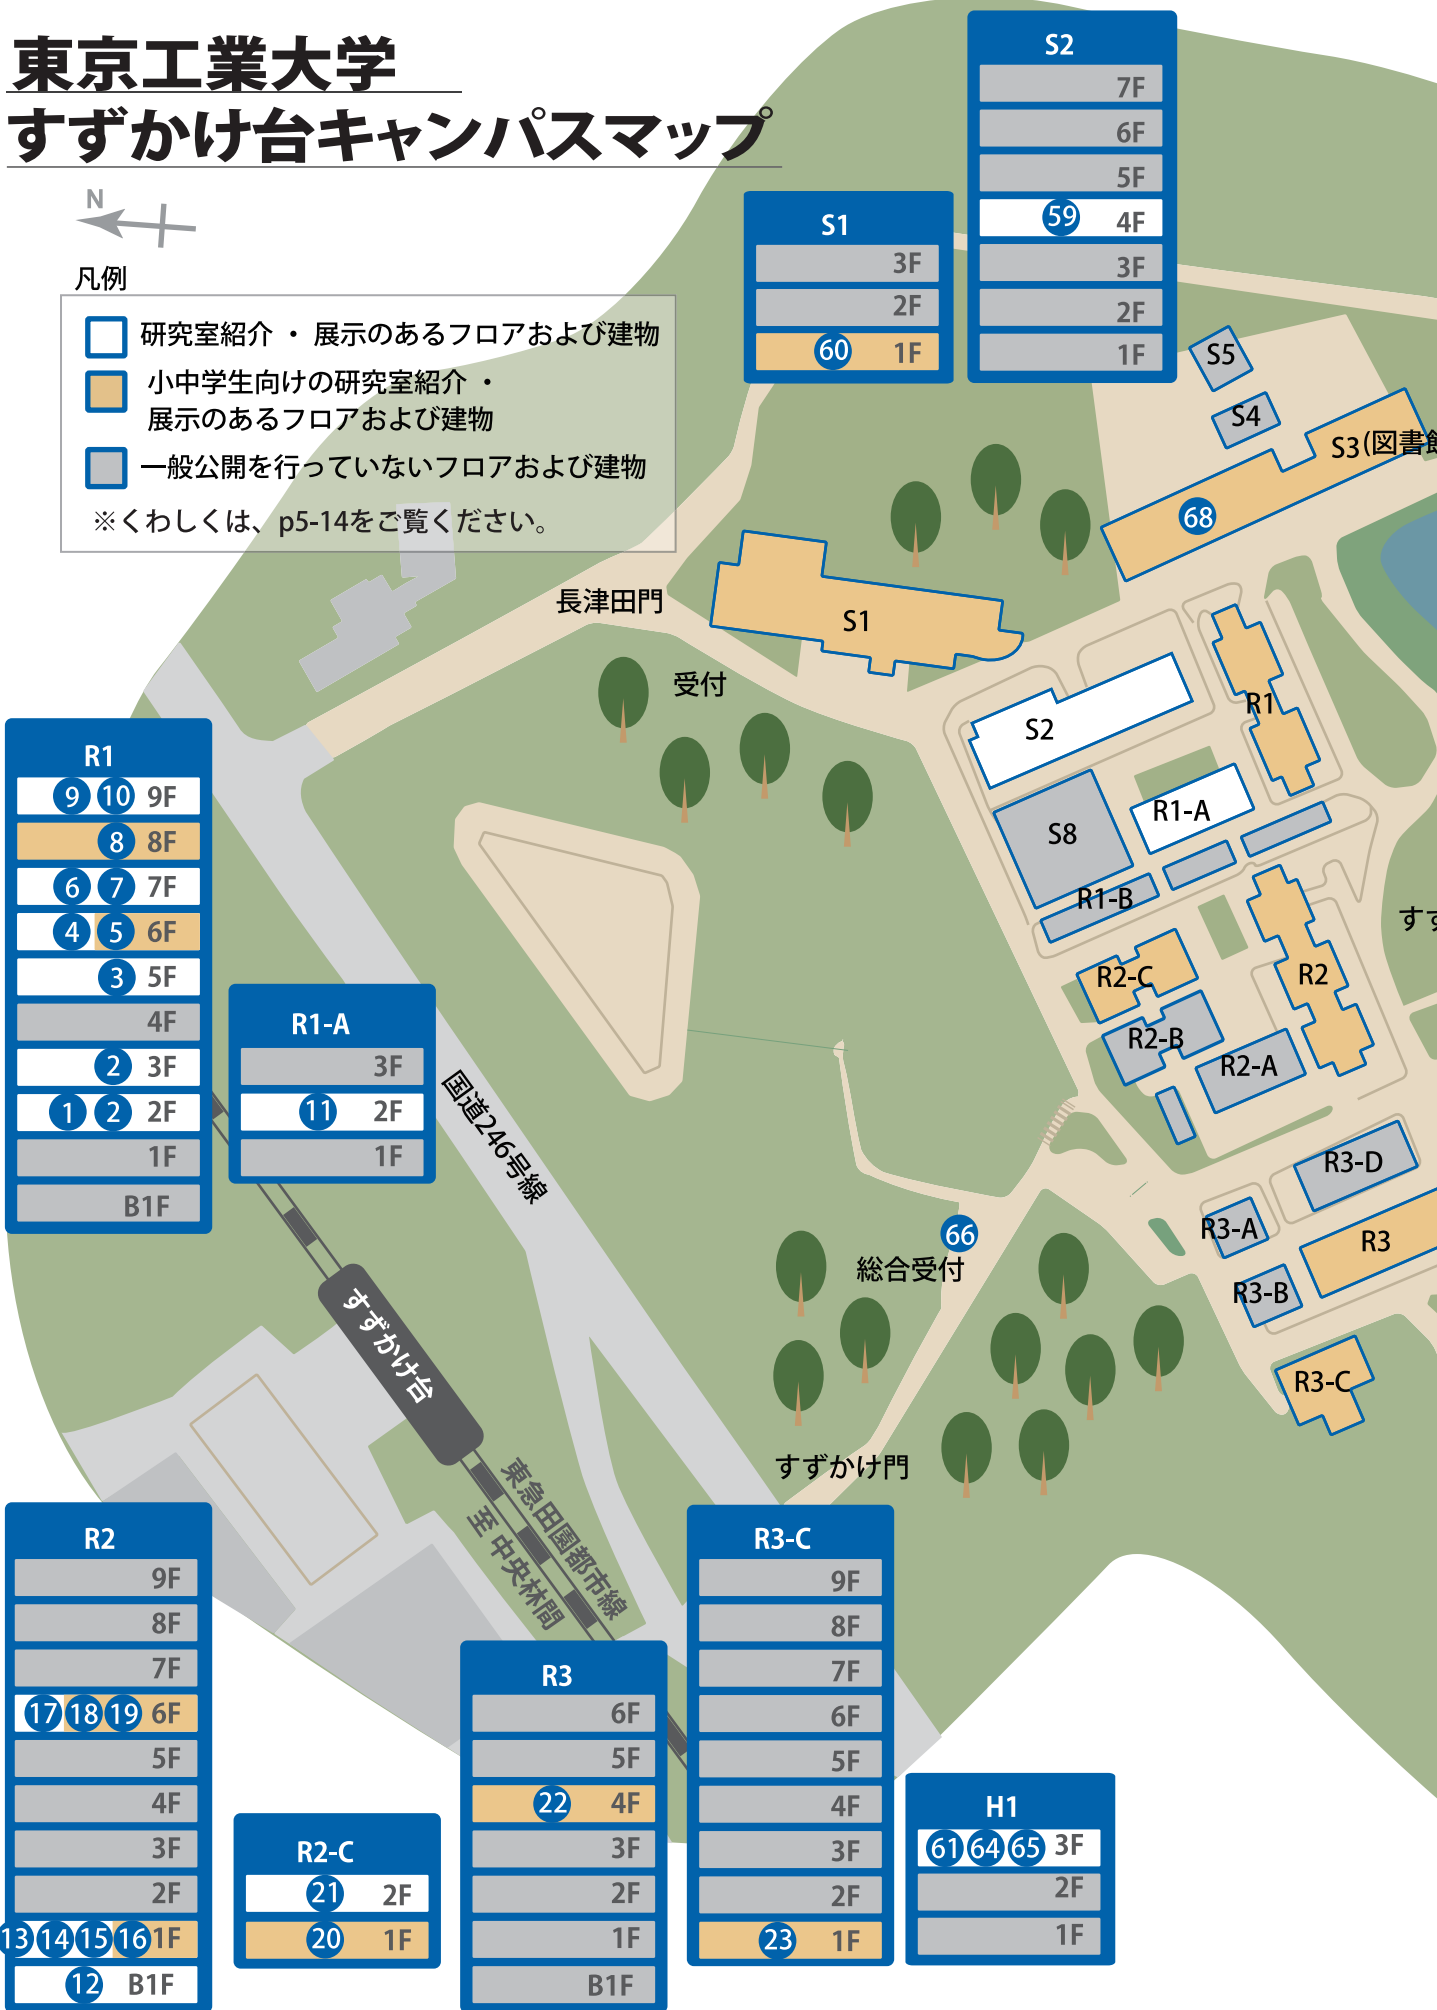 東京工業大学
すずかけ台キャンパスマップ
N
凡例
研究室紹介 ・ 展示のあるフロアおよび建物
小中学生向けの研究室紹介 ・
展示のあるフロアおよび建物
一般公開を行っていないフロアおよび建物
※くわしくは、p5-14をご覧ください。
S1
3F
2F
60 1F
S2
7F
6F
5F
59 4F
3F
2F
1F
S5
S4
S3(図書館
68
長津田門
S1
受付
S2
R1
R1-A
S8
R1-B
すず
R2-C
R2
R2-B
R2-A
R3-D
R3-A
R3
R3-B
R3-C
66
総合受付
すずかけ門
国道246号線
すずかけ台
東急田園都市線
至 中央林間
R1
9 10 9F
8 8F
6 7 7F
4 5 6F
3 5F
4F
2 3F
1 2 2F
1F
B1F
R1-A
3F
11 2F
1F
R2
9F
8F
7F
17 18 19 6F
5F
4F
3F
2F
13 14 15 16 1F
12 B1F
R2-C
21 2F
20 1F
R3
6F
5F
22 4F
3F
2F
1F
B1F
R3-C
9F
8F
7F
6F
5F
4F
3F
2F
23 1F
H1
61 64 65 3F
2F
1F